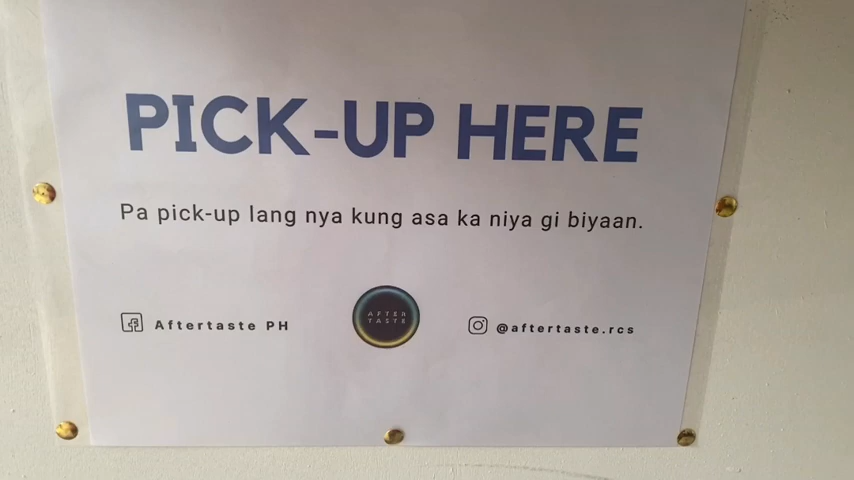 PICK-UP HERE
Pa pick-up lang nya kung asa ka niya gi biyaan.
Aftertaste PH
AFTER
TASTE
@aftertaste.rcs